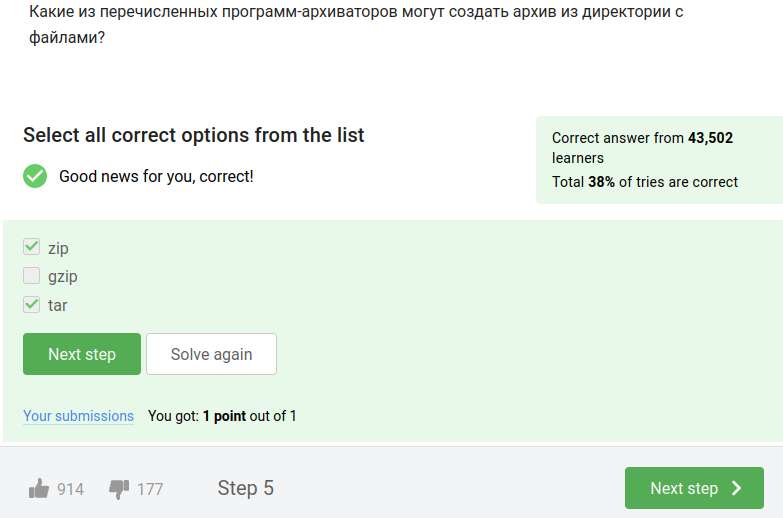 Какие из перечисленных программ-архиваторов могут создать архив из директории с
файлами?
Select all correct options from the list
Good news for you, correct!
Correct answer from 43,502
learners
Total 38% of tries are correct
zip
gzip
tar
Next step
Solve again
Your submissions You got: 1 point out of 1
914
177
Step 5
Next step